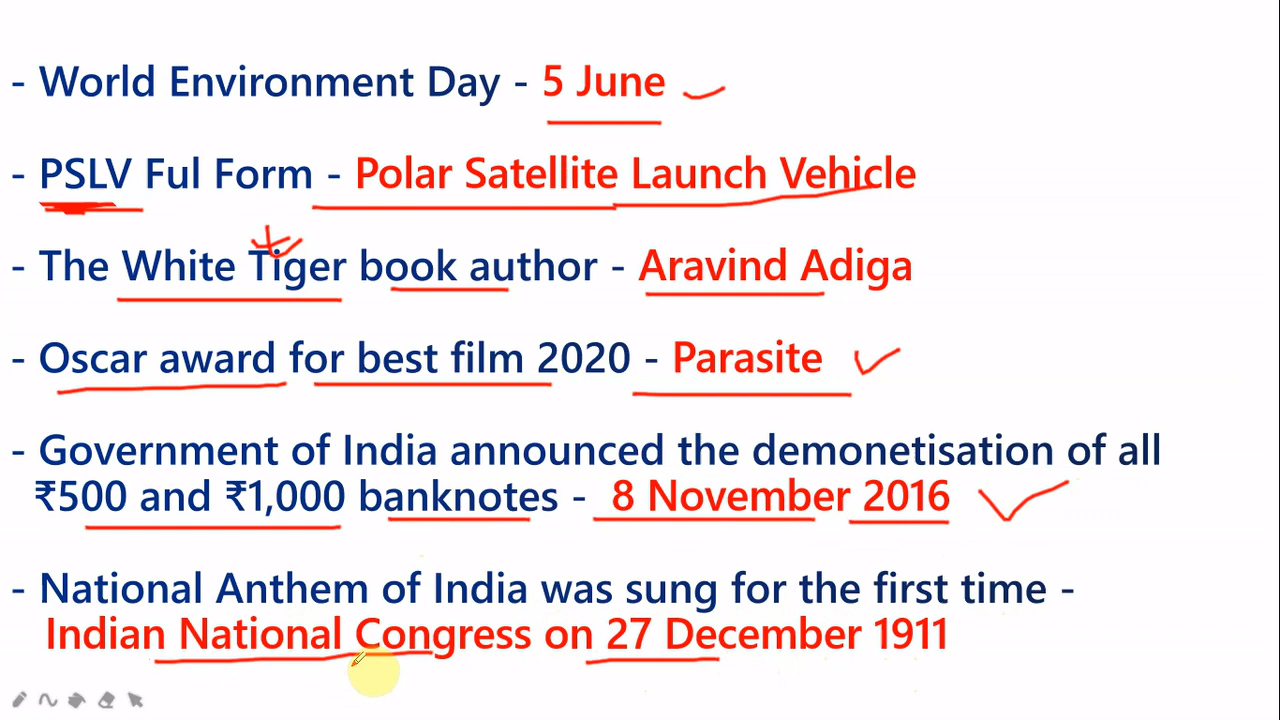 - World Environment Day - 5 June
- PSLV Ful Form - Polar Satellite Launch Vehicle
- The White Tiger book author - Aravind Adiga
- Oscar award for best film 2020 - Parasite
- Government of India announced the demonetisation of all
₹500 and ₹1,000 banknotes - 8 November 2016
- National Anthem of India was sung for the first time -
Indian National Congress on 27 December 1911